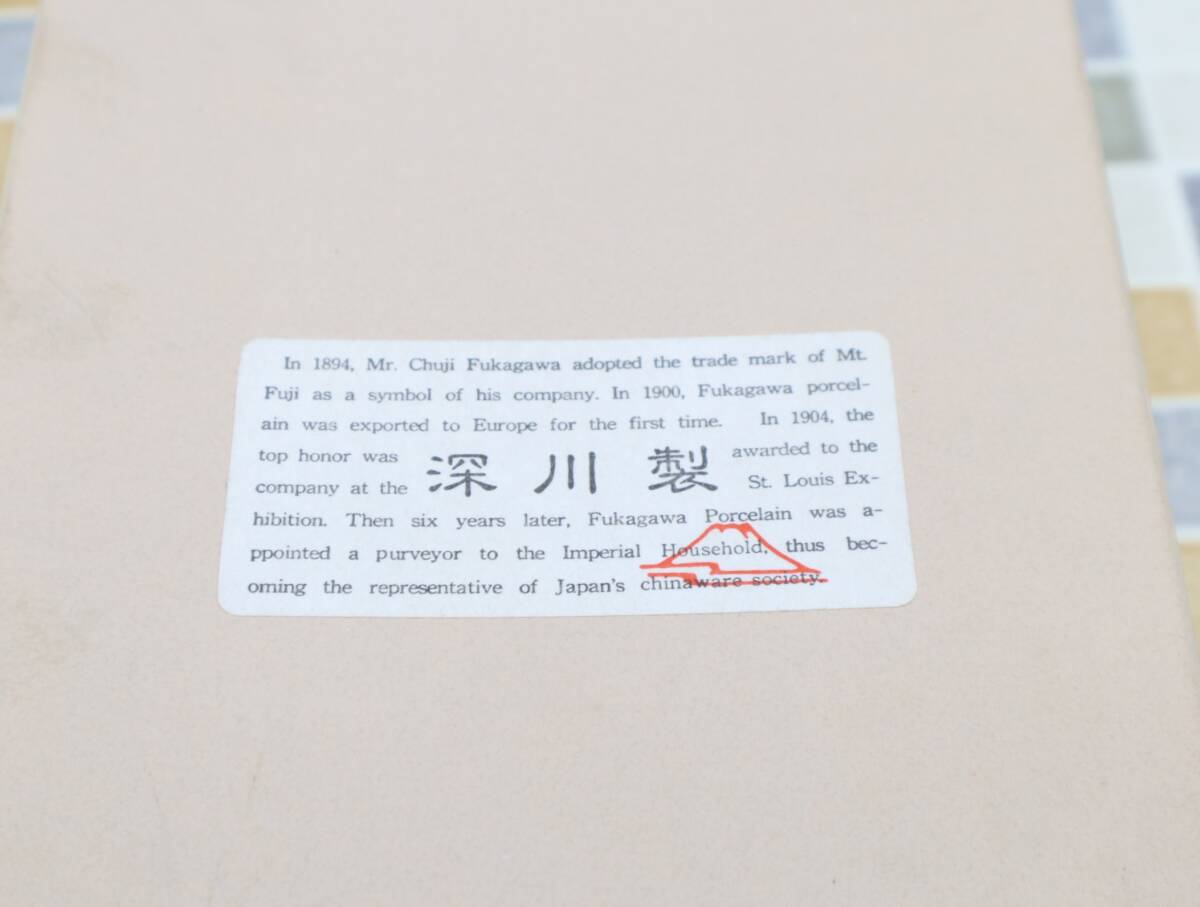 In 1894, Mr. Chuji Fukagawa adopted the trade mark of Mt.
Fuji as a symbol of his company. In 1900, Fukagawa porcel-
ain was exported to Europe for the first time. In 1904, the
top honor was awarded to the
深川製
company at the St. Louis Ex-
hibition. Then six years later, Fukagawa Porcelain was a-
ppointed a purveyor to the Imperial Household, thus bec-
oming the representative of Japan's chinaware society.